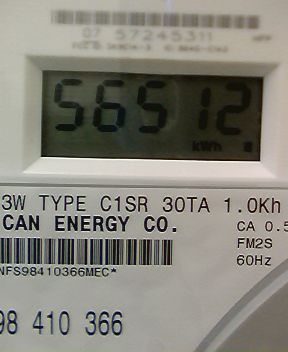 07 57245311
56512
kWh
3W TYPE C1SR 30TA 1.0Kh
CAN ENERGY CO.
CA 0.5
FM2S
NFS98410366MEC*
60Hz
98 410 366